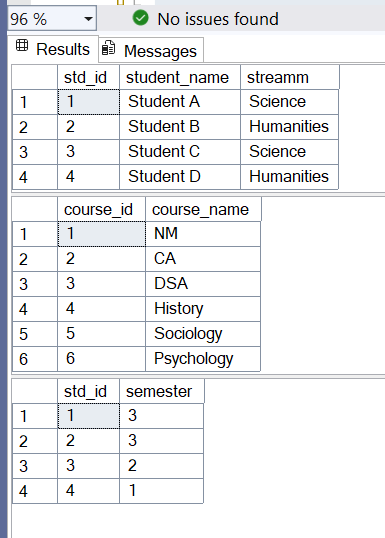 96 % No issues found
Results Messages
std_id student_name streamm
1 1 Student A Science
2 2 Student B Humanities
3 3 Student C Science
4 4 Student D Humanities
course_id course_name
1 1 NM
2 2 CA
3 3 DSA
4 4 History
5 5 Sociology
6 6 Psychology
std_id semester
1 1 3
2 2 3
3 3 2
4 4 1